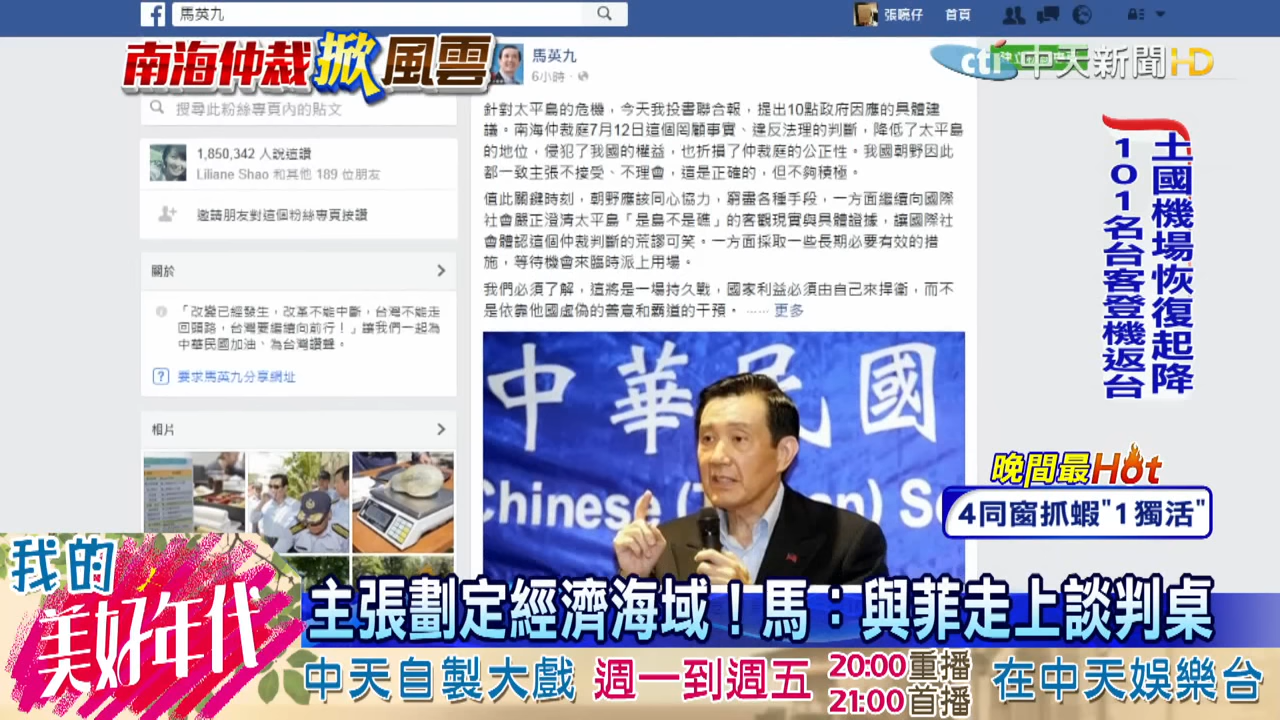 馬英九
張晼仔
首頁
南海仲裁掀風雲
馬英九
6小時
cti 中天新聞HD
搜尋此粉絲專頁內的貼文
1,850,342 人說這讚
Liliane Shao 和其他 189 位朋友
邀請朋友對這個粉絲專頁按讚
關於
「改變已經發生，改革不能中斷，台灣不能走
回頭路，台灣要繼續向前行！」讓我們一起為
中華民國加油、為台灣讚聲。
要求馬英九分享網址
相片
針對太平島的危機，今天我投書聯合報，提出10點政府因應的具體建
議。南海仲裁庭7月12日這個罔顧事實、違反法理的判斷，降低了太平島
的地位，侵犯了我國的權益，也折損了仲裁庭的公正性。我國朝野因此
都一致主張不接受、不理會，這是正確的，但不夠積極。
值此關鍵時刻，朝野應該同心協力，窮盡各種手段，一方面繼續向國際
社會嚴正澄清太平島「是島不是礁」的客觀現實與具體證據，讓國際社
會體認這個仲裁判斷的荒謬可笑。一方面採取一些長期必要有效的措
施，等待機會來臨時派上用場。
我們必須了解，這將是一場持久戰，國家利益必須由自己來捍衛，而不
是依靠他國虛偽的善意和霸道的干預。 …… 更多
中華民國
Chinese (T n) S
土國機場恢復起降
101名台客登機返台
晚間最Hot
4同窗抓蝦"1獨活"
我的
美好年代
主張劃定經濟海域！馬：與菲走上談判桌
中天自製大戲 週一到週五 20:00重播 21:00首播 在中天娛樂台